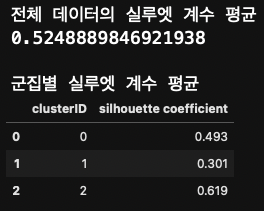 전체 데이터의 실루엣 계수 평균
0.5248889846921938
군집별 실루엣 계수 평균
clusterID silhouette coefficient
0 0 0.493
1 1 0.301
2 2 0.619